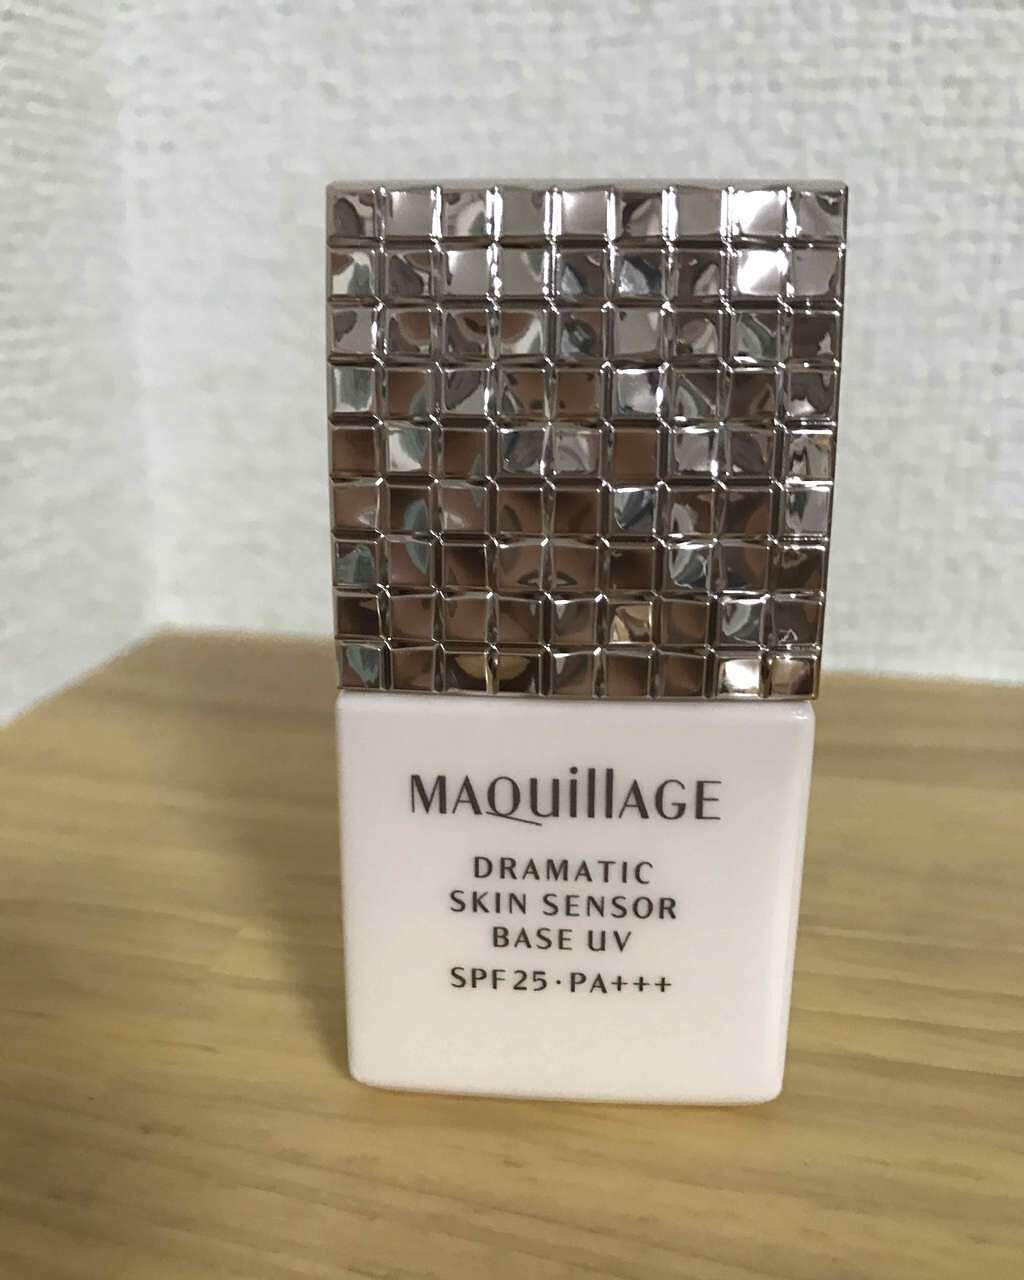 MAQuillAGE
DRAMATIC
SKIN SENSOR
BASE UV
SPF25·PA+++